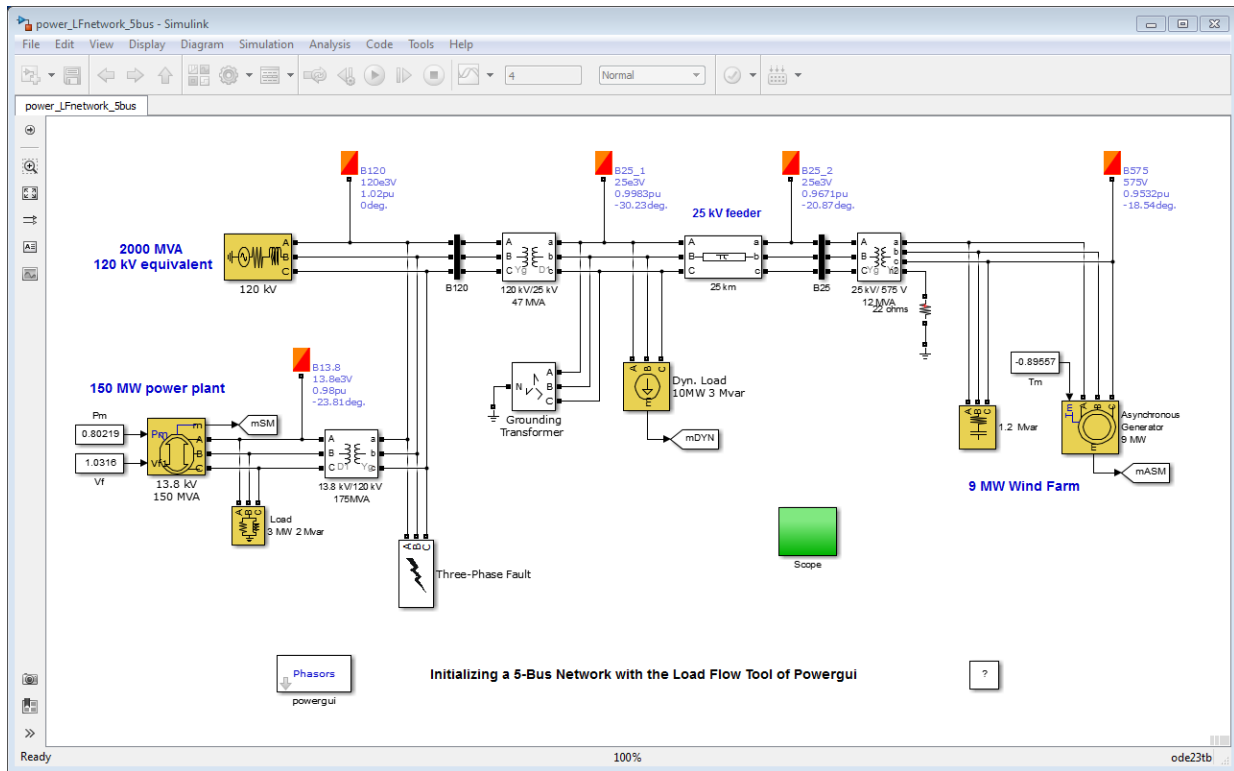 power_LFnetwork_5bus - Simulink
File Edit View Display Diagram Simulation Analysis Code Tools Help
4
Normal
power_LFnetwork_5bus
B120
120e3V
1.02pu
0deg.
B25_1
25e3V
0.9983pu
-30.23deg.
B25_2
25e3V
0.9671pu
-20.87deg.
B575
575V
0.9532pu
-18.54deg.
2000 MVA
120 kV equivalent
A
B
C
120 kV
B120
A
B
C
Yg
a
b
c
120 kV/25 kV
47 MVA
25 kV feeder
A
B
C
a
b
c
25 km
B25
A
B
C
Yg
a
b
c
n2
25 kV/ 575 V
12 MVA
22 ohms
150 MW power plant
B13.8
13.8e3V
0.98pu
-23.81deg.
Pm
0.80219
1.0316
Vf
Pm
Vf
m
A
B
C
13.8 kV
150 MVA
mSM
A
B
C
D1
Yg
a
b
c
13.8 kV/120 kV
175MVA
A B C
Load
3 MW 2 Mvar
A B C
Three-Phase Fault
N
A
B
C
Grounding
Transformer
A B C
m
Dyn. Load
10MW 3 Mvar
mDYN
-0.89557
Tm
A B C
1.2 Mvar
A B C
m
Asynchronous
Generator
9 MW
mASM
9 MW Wind Farm
Scope
Phasors
powergui
Initializing a 5-Bus Network with the Load Flow Tool of Powergui
?
Ready
100%
ode23tb